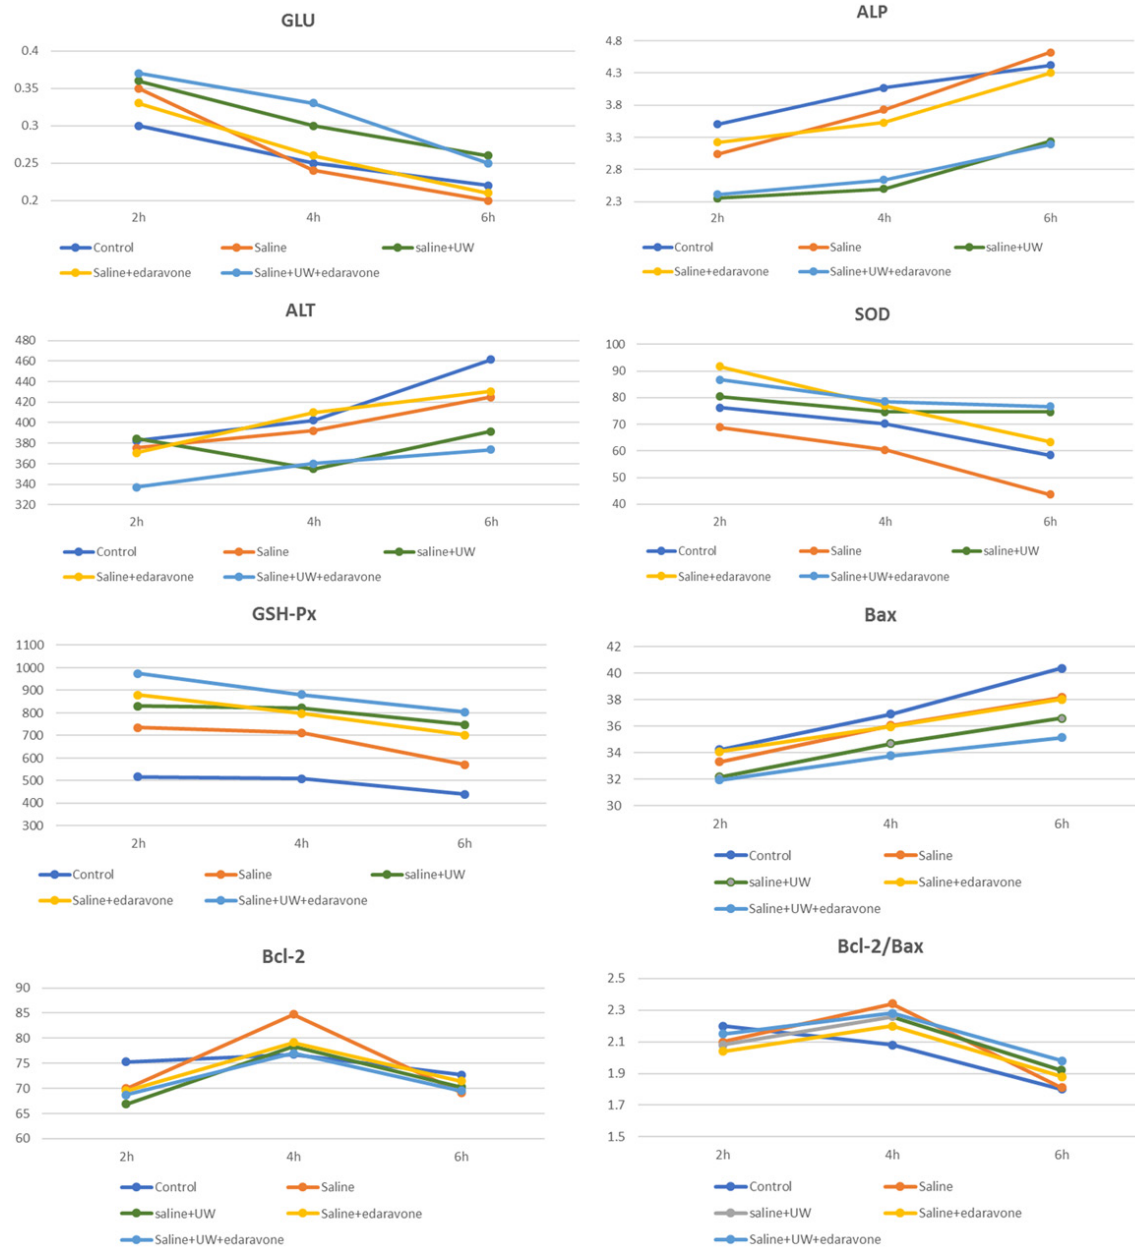 GLU
0.4
0.35
0.3
0.25
0.2
2h 4h 6h
Control Saline saline+UW
Saline+edaravone Saline+UW+edaravone
ALP
4.8
4.3
3.8
3.3
2.8
2.3
2h 4h 6h
Control Saline saline+UW
Saline+edaravone Saline+UW+edaravone
ALT
480
460
440
420
400
380
360
340
320
2h 4h 6h
Control Saline saline+UW
Saline+edaravone Saline+UW+edaravone
SOD
100
90
80
70
60
50
40
2h 4h 6h
Control Saline saline+UW
Saline+edaravone Saline+UW+edaravone
GSH-Px
1100
1000
900
800
700
600
500
400
300
2h 4h 6h
Control Saline saline+UW
Saline+edaravone Saline+UW+edaravone
Bax
42
40
38
36
34
32
30
2h 4h 6h
Control Saline
saline+UW Saline+edaravone
Saline+UW+edaravone
Bcl-2
90
85
80
75
70
65
60
2h 4h 6h
Control Saline
saline+UW Saline+edaravone
Saline+UW+edaravone
Bcl-2/Bax
2.5
2.3
2.1
1.9
1.7
1.5
2h 4h 6h
Control Saline
saline+UW Saline+edaravone
Saline+UW+edaravone